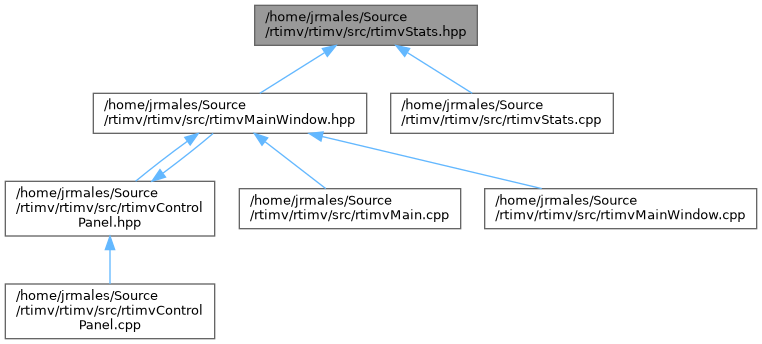 /home/jrmales/Source
/rtimv/rtimv/src/rtimvStats.hpp
/home/jrmales/Source
/rtimv/rtimv/src/rtimvMainWindow.hpp
/home/jrmales/Source
/rtimv/rtimv/src/rtimvStats.cpp
/home/jrmales/Source
/rtimv/rtimv/src/rtimvControl
Panel.hpp
/home/jrmales/Source
/rtimv/rtimv/src/rtimvMain.cpp
/home/jrmales/Source
/rtimv/rtimv/src/rtimvMainWindow.cpp
/home/jrmales/Source
/rtimv/rtimv/src/rtimvControl
Panel.cpp